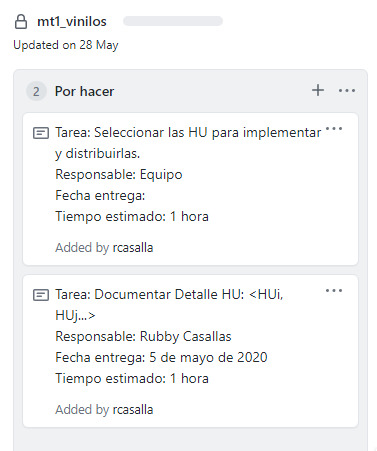 mt1_vinilos
Updated on 28 May
2 Por hacer
Tarea: Seleccionar las HU para implementar
y distribuirlas.
Responsable: Equipo
Fecha entrega:
Tiempo estimado: 1 hora
Added by rcasalla
Tarea: Documentar Detalle HU: <HUi,
HUj...>
Responsable: Rubby Casallas
Fecha entrega: 5 de mayo de 2020
Tiempo estimado: 1 hora
Added by rcasalla